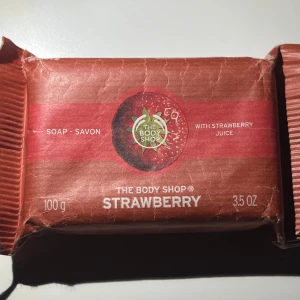 THE
BODY
SHOP
SOAP - SAVON
WITH STRAWBERRY
JUICE
THE BODY SHOP®
STRAWBERRY
100 g
3.5 OZ